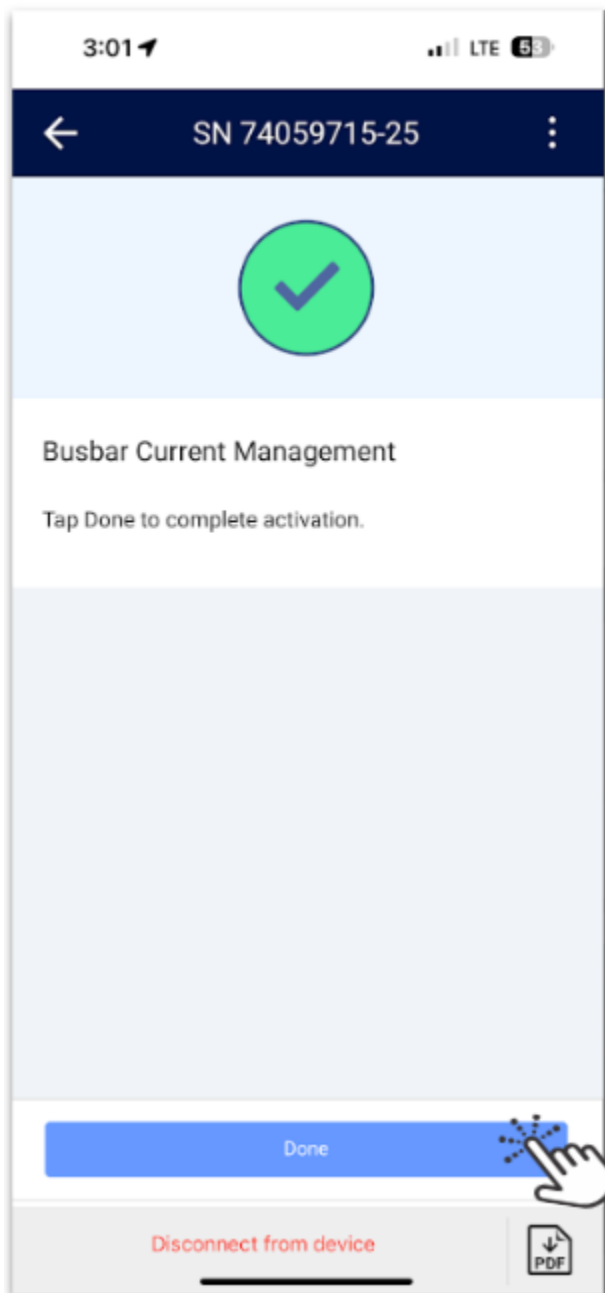 3:01 LTE 53
SN 74059715-25
Busbar Current Management
Tap Done to complete activation.
Done
Disconnect from device
PDF